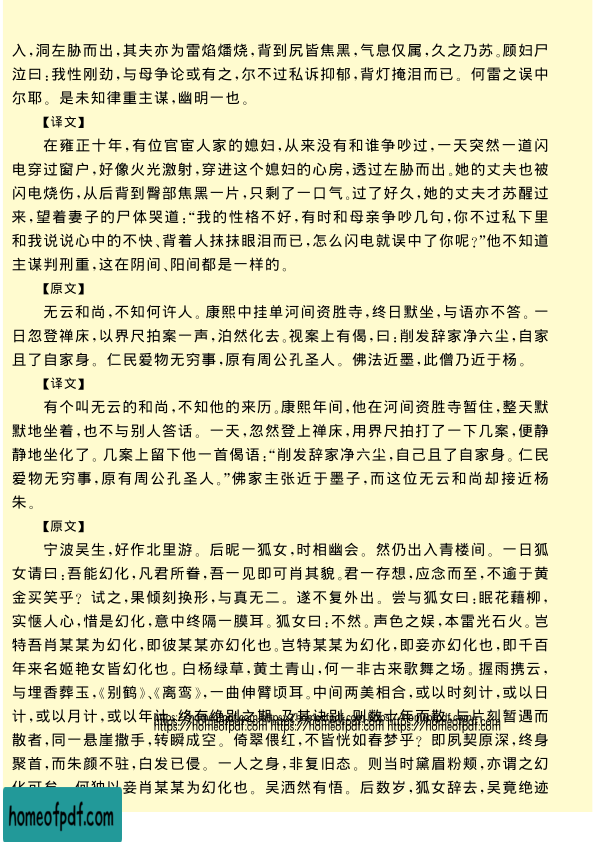 入,洞左胁而出,其夫亦为雷焰燔烧,背到尻皆焦黑,气息仅属,久之乃苏。顾妇尸
泣曰:我性刚劲,与母争论或有之,尔不过私诉抑郁,背灯掩泪而已。何雷之误中
尔耶。是未知律重主谋,幽明一也。
【译文】
在雍正十年,有位官宦人家的媳妇,从来没有和谁争吵过,一天突然一道闪
电穿过窗户,好像火光激射,穿进这个媳妇的心房,透过左胁而出。她的丈夫也被
闪电烧伤,从后背到臀部焦黑一片,只剩了一口气。过了好久,她的丈夫才苏醒过
来,望着妻子的尸体哭道:“我的性格不好,有时和母亲争吵几句,你不过私下里
和我说说心中的不快、背着人抹抹眼泪而已,怎么闪电就误中了你呢?”他不知道
主谋判刑重,这在阴间、阳间都是一样的。
【原文】
无云和尚,不知何许人。康熙中挂单河间资胜寺,终日默坐,与语亦不答。一
日忽登禅床,以界尺拍案一声,泊然化去。视案上有偈,曰:削发辞家净六尘,自家
且了自家身。仁民爱物无穷事,原有周公孔圣人。佛法近墨,此僧乃近于杨。
【译文】
有个叫无云的和尚,不知他的来历。康熙年间,他在河间资胜寺暂住,整天默
默地坐着,也不与别人答话。一天,忽然登上禅床,用界尺拍打了一下几案,便静
静地坐化了。几案上留下他一首偈语:“削发辞家净六尘,自己且了自家身。仁民
爱物无穷事,原有周公孔圣人。”佛家主张近于墨子,而这位无云和尚却接近杨
朱。
【原文】
宁波吴生,好作北里游。后昵一狐女,时相幽会。然仍出入青楼间。一日狐
女请曰:吾能幻化,凡君所眷,吾一见即可肖其貌。君一存想,应念而至,不逾于黄
金买笑乎?试之,果倾刻换形,与真无二。遂不复外出。尝与狐女曰:眠花藉柳,
实惬人心,惜是幻化,意中终隔一膜耳。狐女曰:不然。声色之娱,本雷光石火。岂
特吾肖某某为幻化,即彼某某亦幻化也。岂特某某为幻化,即妾亦幻化也,即千百
年来名姬艳女皆幻化也。白杨绿草,黄土青山,何一非古来歌舞之场。握雨携云,
与埋香葬玉,《别鹤》、《离鸾》,一曲伸臂顷耳。中间两美相合,或以时刻计,或以日
计,或以月计,或以年计,终有绝别之期。及其诀别,则数十年而散,与片刻暂遇而
https://homeofpdf.com https://homeofpdf.com https://homeofpdf.com
https://homeofpdf.com https://homeofpdf.com https://homeofpdf.com
散者,同一悬崖撒手,转瞬成空。倚翠偎红,不皆恍如春梦乎?即夙契原深,终身
聚首,而朱颜不驻,白发已侵。一人之身,非复旧态。则当时黛眉粉颊,亦谓之幻
化可矣,何独以妾肖某某为幻化也。吴洒然有悟。后数岁,狐女辞去,吴竟绝迹
homeofpdf.com